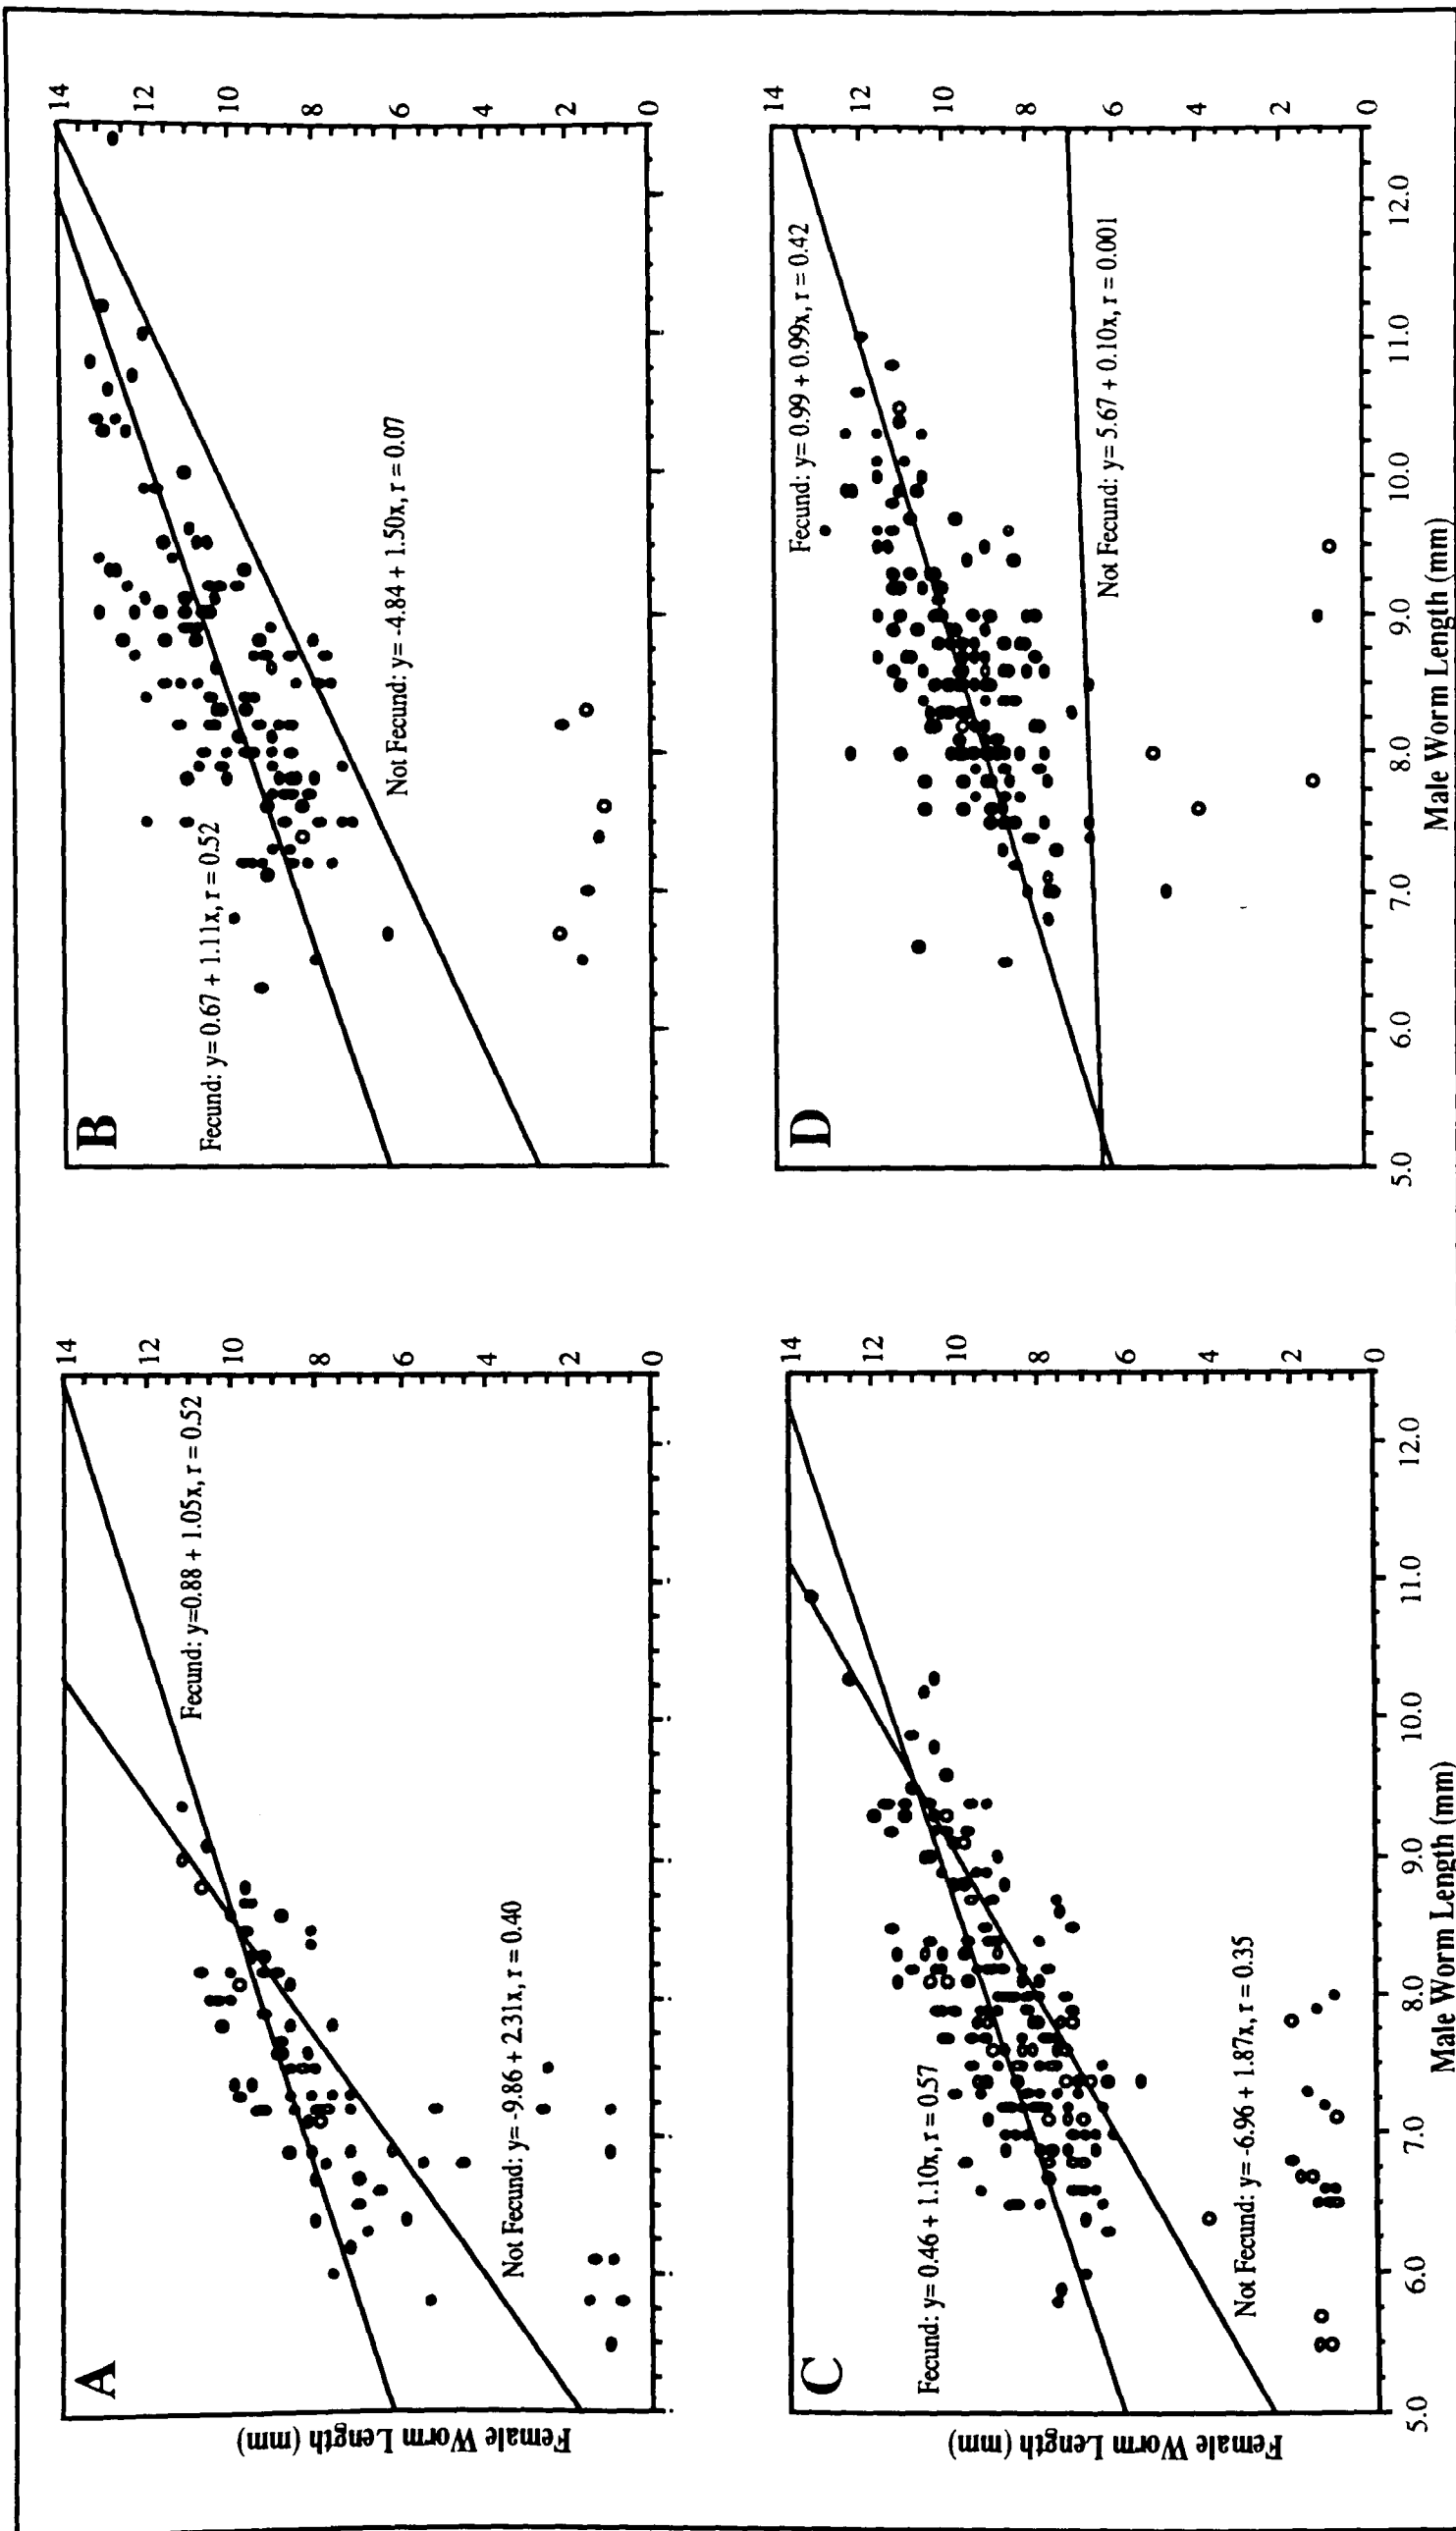 A
Fecund: y=0.88 + 1.05x, r = 0.52
Not Fecund: y= -9.86 + 2.31x, r = 0.40
Female Worm Length (mm)
14
12
10
8
6
4
2
0
B
Fecund: y= 0.67 + 1.11x, r = 0.52
Not Fecund: y= -4.84 + 1.50x, r = 0.07
14
12
10
8
6
4
2
0
C
Fecund: y= 0.46 + 1.10x, r = 0.57
Not Fecund: y= -6.96 + 1.87x, r = 0.35
Female Worm Length (mm)
14
12
10
8
6
4
2
0
5.0 6.0 7.0 8.0 9.0 10.0 11.0 12.0
Male Worm Length (mm)
D
Fecund: y= 0.99 + 0.99x, r = 0.42
Not Fecund: y= 5.67 + 0.10x, r = 0.001
14
12
10
8
6
4
2
0
5.0 6.0 7.0 8.0 9.0 10.0 11.0 12.0
Male Worm Length (mm)